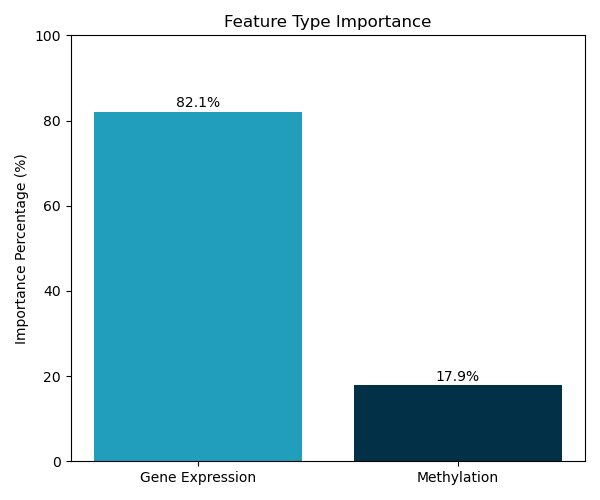 Feature Type Importance
100
80
60
40
20
0
Importance Percentage (%)
82.1%
17.9%
Gene Expression
Methylation